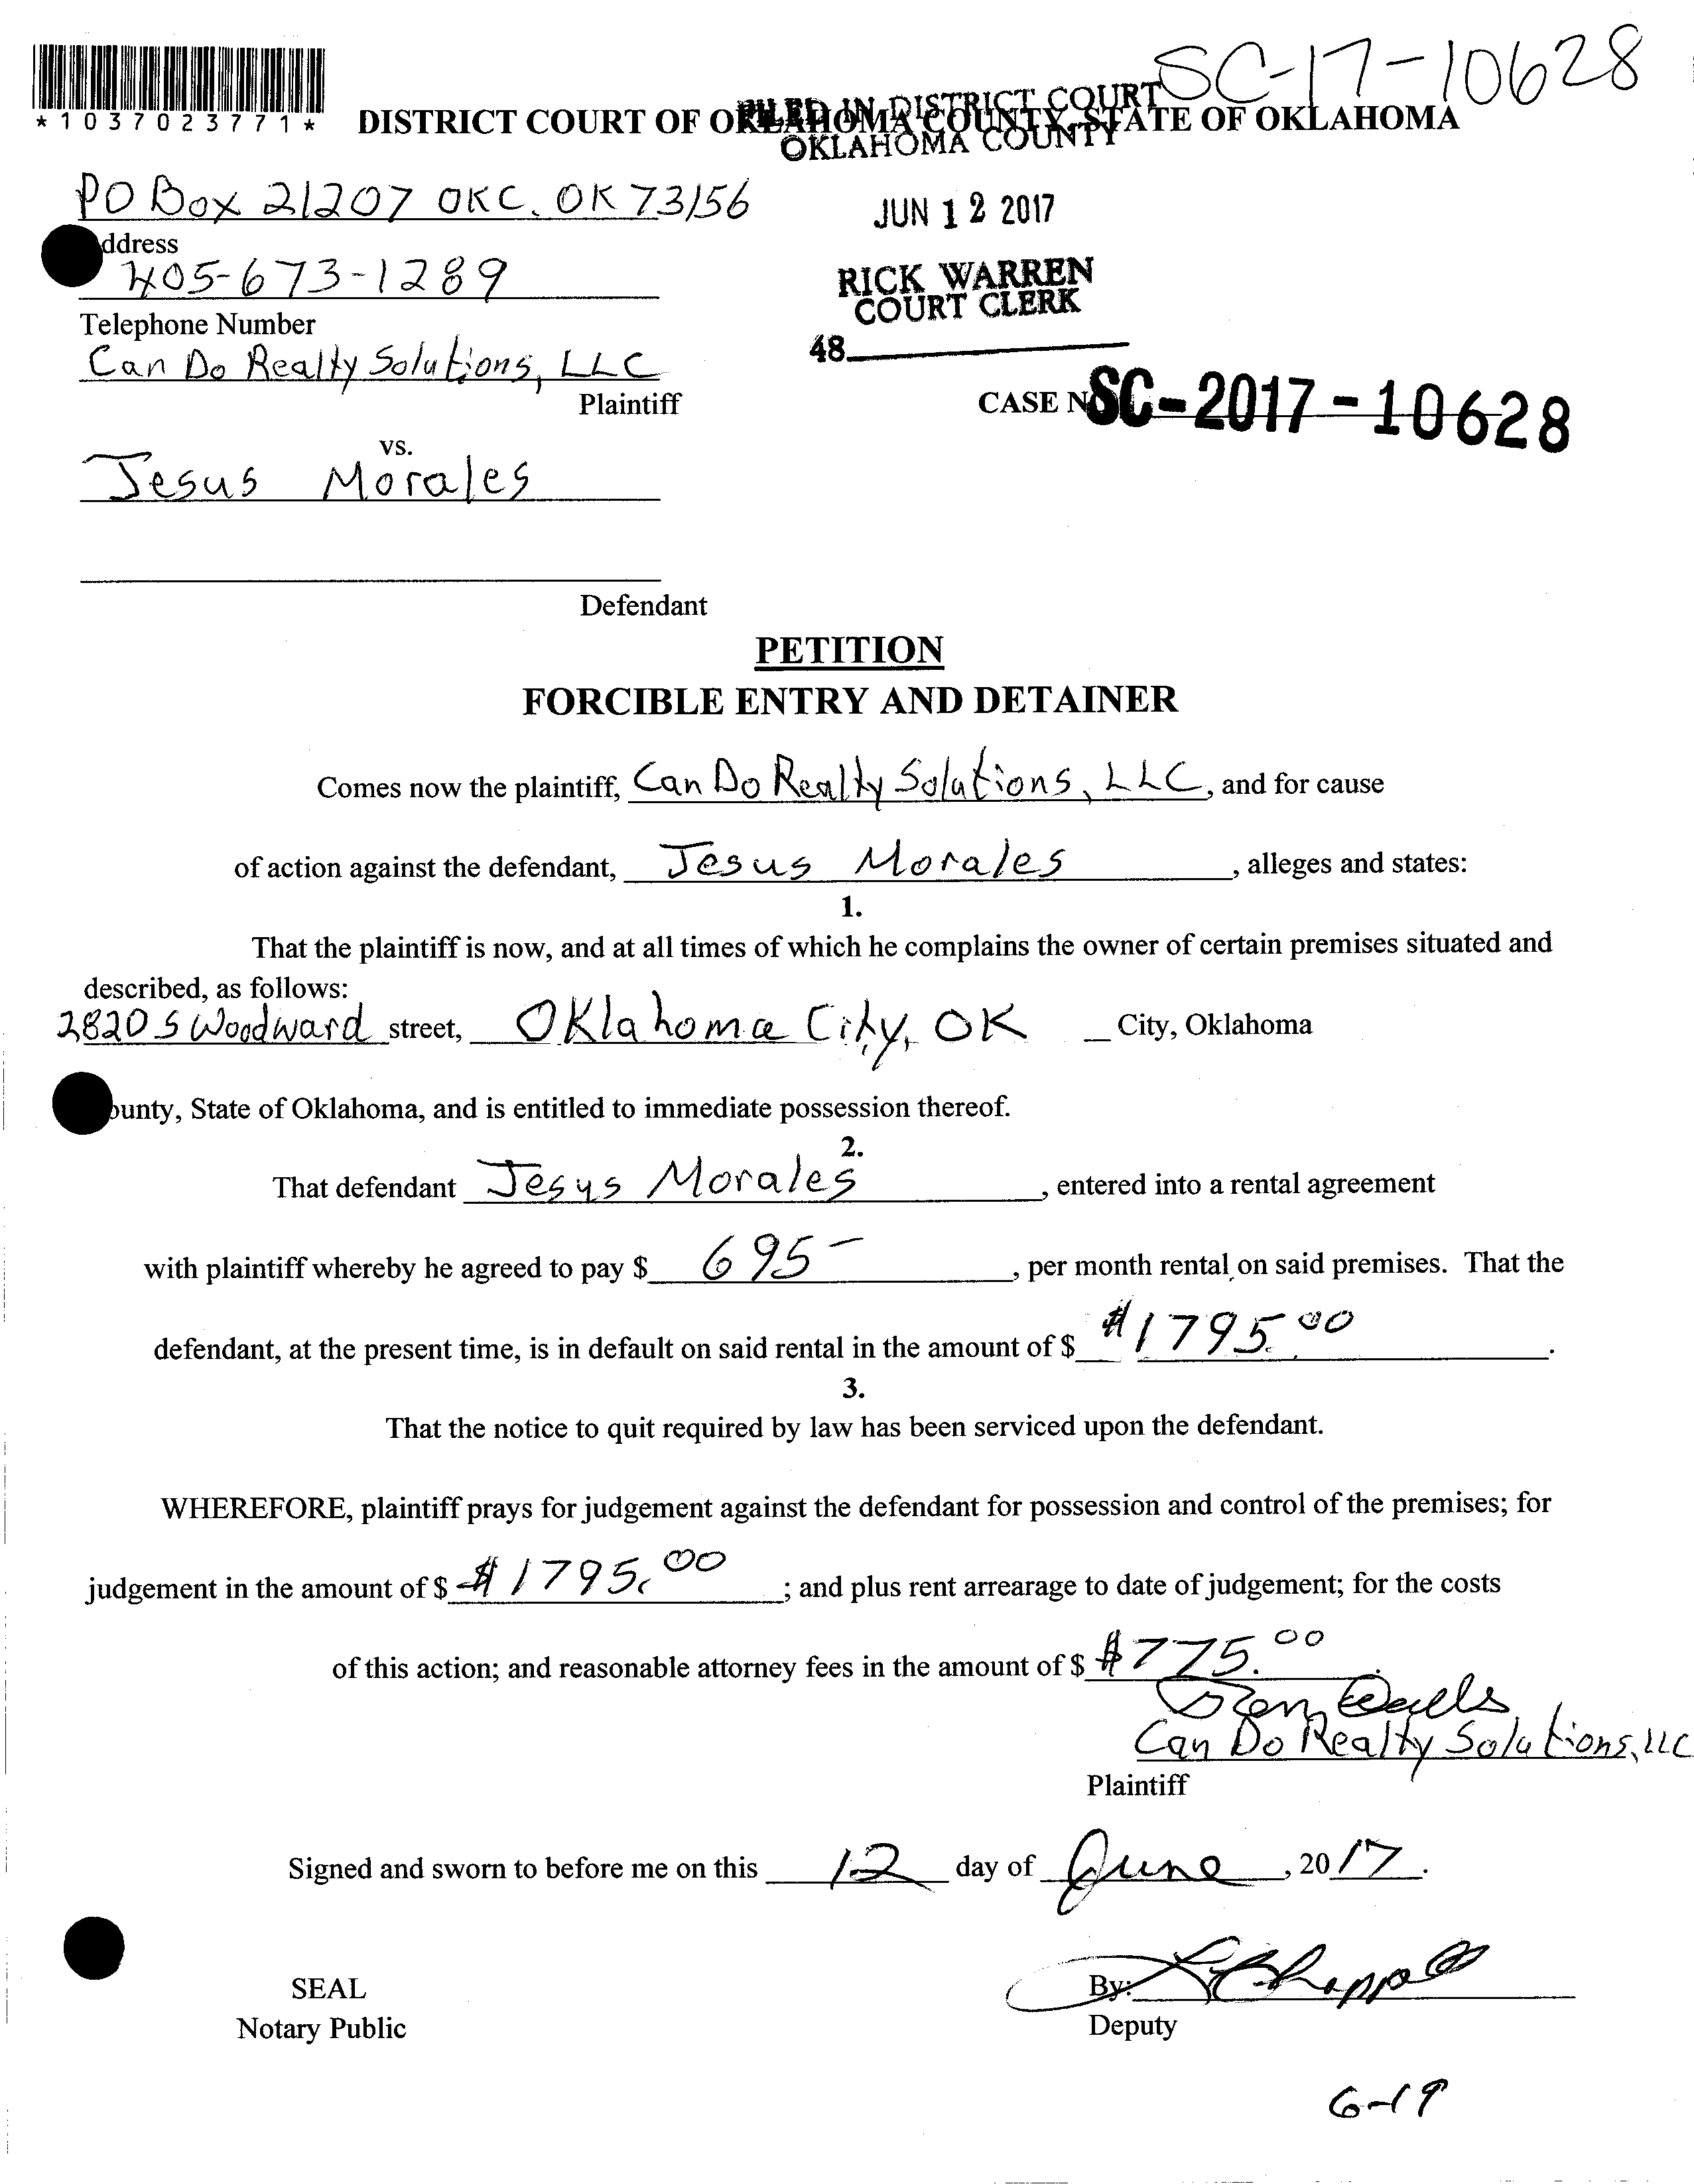 SC-17-10628
*1037023771*
DISTRICT COURT OF OKLAHOMA COUNTY, STATE OF OKLAHOMA
FILED IN DISTRICT COURT
OKLAHOMA COUNTY
PO Box 21207 OKC. OK 73156
JUN 12 2017
ddress
405-673-1289
RICK WARREN
COURT CLERK
Telephone Number
48
Can Do Realty Solutions, LLC
Plaintiff
CASE NO SC-2017-10628
vs.
Jesus Morales
Defendant
PETITION
FORCIBLE ENTRY AND DETAINER
Comes now the plaintiff, Can Do Realty Solutions, LLC, and for cause
of action against the defendant, Jesus Morales, alleges and states:
1.
That the plaintiff is now, and at all times of which he complains the owner of certain premises situated and
described, as follows:
2820 S Woodward street, Oklahoma City, OK City, Oklahoma
ounty, State of Oklahoma, and is entitled to immediate possession thereof.
2.
That defendant Jesus Morales, entered into a rental agreement
with plaintiff whereby he agreed to pay $ 695-, per month rental on said premises. That the
defendant, at the present time, is in default on said rental in the amount of $ $1795.00.
3.
That the notice to quit required by law has been serviced upon the defendant.
WHEREFORE, plaintiff prays for judgement against the defendant for possession and control of the premises; for
judgement in the amount of $ $1795.00; and plus rent arrearage to date of judgement; for the costs
of this action; and reasonable attorney fees in the amount of $ $775.00.
Can Do Realty Solutions, LLC
Plaintiff
Signed and sworn to before me on this 12 day of June, 2017.
SEAL
By:
Notary Public
Deputy
6-19